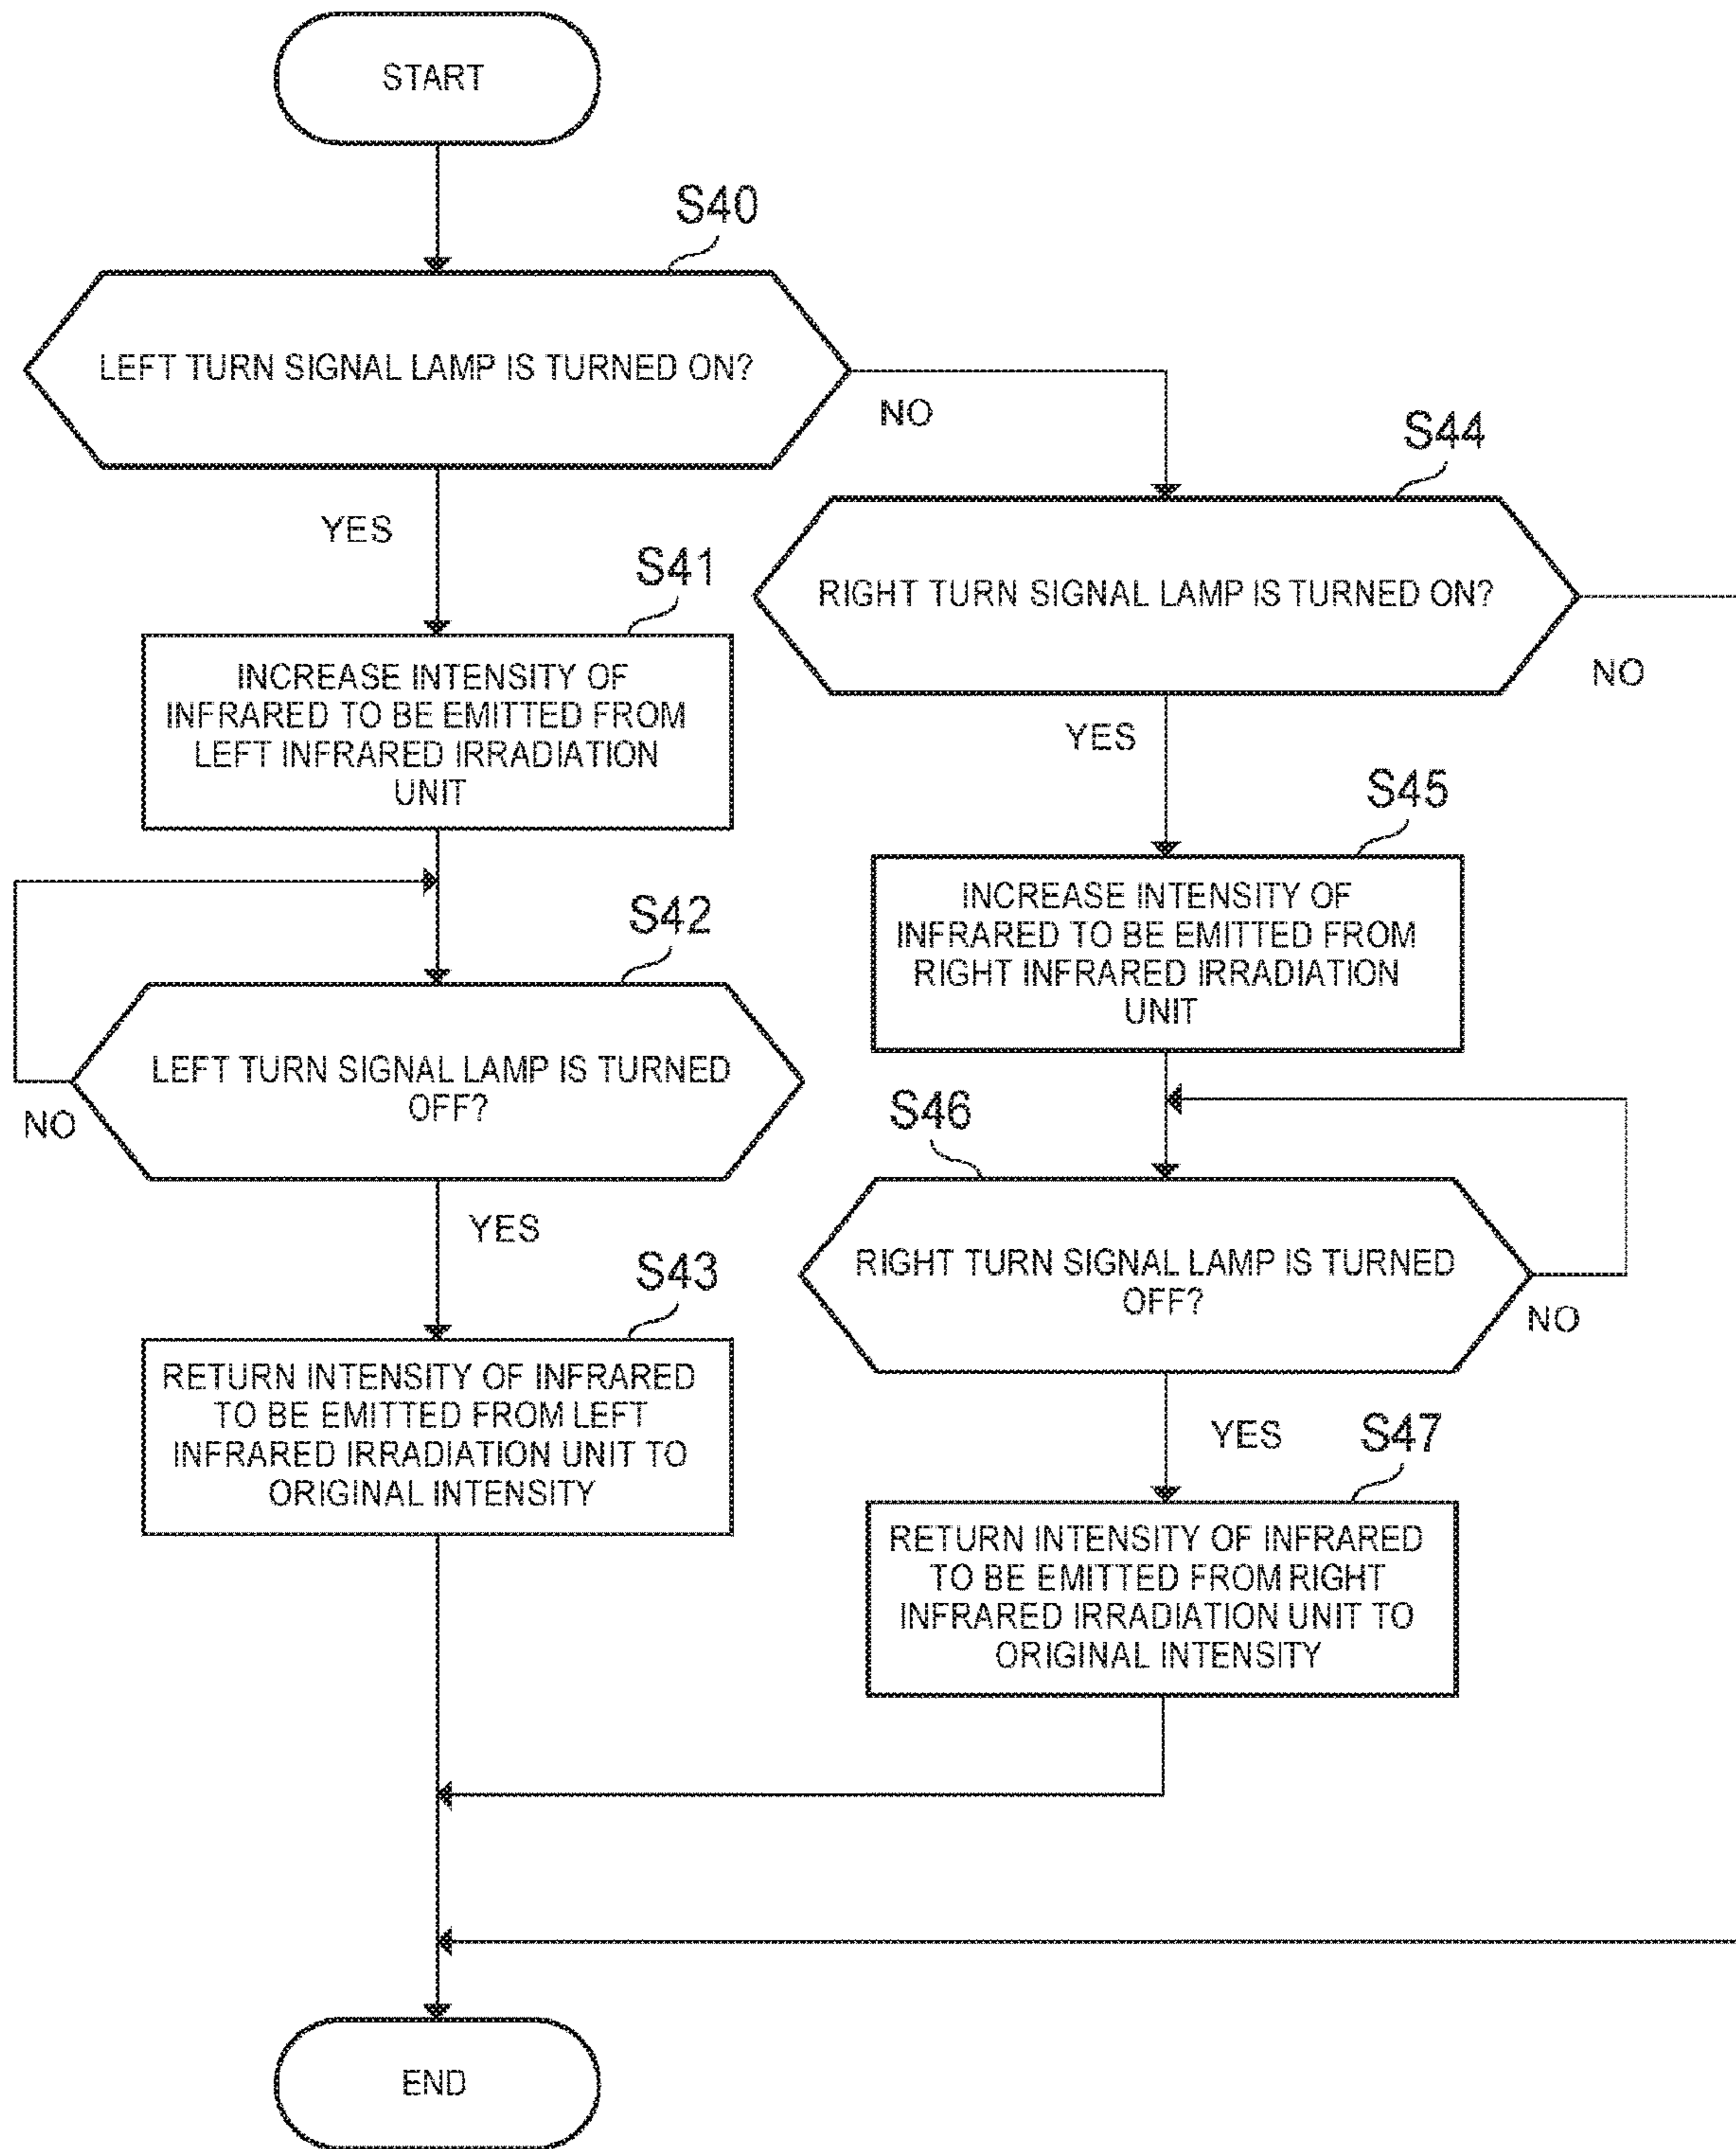 START
S40
LEFT TURN SIGNAL LAMP IS TURNED ON?
NO
YES
S41
INCREASE INTENSITY OF
INFRARED TO BE EMITTED FROM
LEFT INFRARED IRRADIATION
UNIT
S42
LEFT TURN SIGNAL LAMP IS TURNED
OFF?
NO
YES
S43
RETURN INTENSITY OF INFRARED
TO BE EMITTED FROM LEFT
INFRARED IRRADIATION UNIT TO
ORIGINAL INTENSITY
S44
RIGHT TURN SIGNAL LAMP IS TURNED ON?
NO
YES
S45
INCREASE INTENSITY OF
INFRARED TO BE EMITTED FROM
RIGHT INFRARED IRRADIATION
UNIT
S46
RIGHT TURN SIGNAL LAMP IS TURNED
OFF?
NO
YES
S47
RETURN INTENSITY OF INFRARED
TO BE EMITTED FROM RIGHT
INFRARED IRRADIATION UNIT TO
ORIGINAL INTENSITY
END